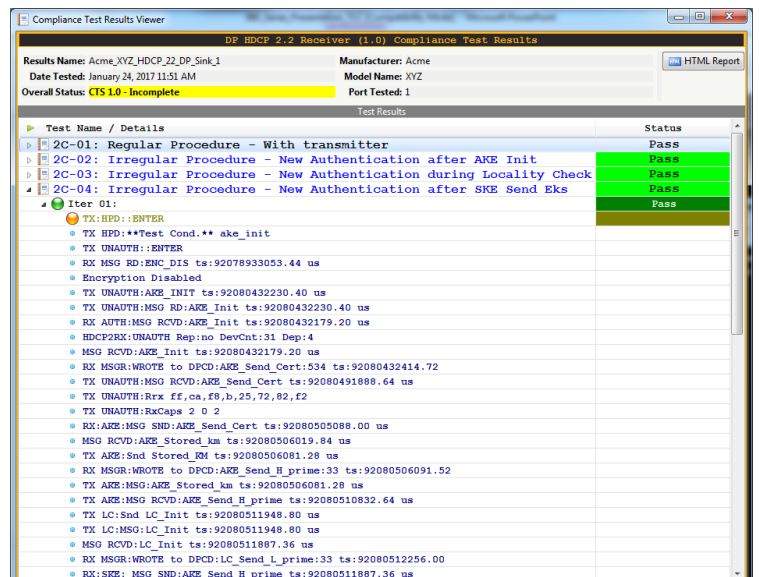 Compliance Test Results Viewer
DP HDCP 2.2 Receiver (1.0) Compliance Test Results
Results Name: Acme_XYZ_HDCP_22_DP_Sink_1
Manufacturer: Acme
HTML Report
Date Tested: January 24, 2017 11:51 AM
Model Name: XYZ
Overall Status: CTS 1.0 - Incomplete
Port Tested: 1
Test Results
Test Name / Details Status
2C-01: Regular Procedure - With transmitter Pass
2C-02: Irregular Procedure - New Authentication after AKE Init Pass
2C-03: Irregular Procedure - New Authentication during Locality Check Pass
2C-04: Irregular Procedure - New Authentication after SKE Send Eks Pass
Iter 01: Pass
TX:HPD::ENTER
TX HPD:**Test Cond.** ake_init
TX UNAUTH::ENTER
RX MSG RD:ENC_DIS ts:92078933053.44 us
Encryption Disabled
TX UNAUTH:AKE_INIT ts:92080432230.40 us
TX UNAUTH:MSG RD:AKE_Init ts:92080432230.40 us
RX AUTH:MSG RCVD:AKE_Init ts:92080432179.20 us
HDCP2RX:UNAUTH Rep:no DevCnt:31 Dep:4
MSG RCVD:AKE_Init ts:92080432179.20 us
RX MSGR:WROTE to DPCD:AKE_Send_Cert:534 ts:92080432414.72
TX UNAUTH:MSG RCVD:AKE_Send_Cert ts:92080491888.64 us
TX UNAUTH:Rrx ff,ca,f8,b,25,72,82,f2
TX UNAUTH:RxCaps 2 0 2
RX:AKE:MSG SND:AKE_Send_Cert ts:92080505088.00 us
MSG RCVD:AKE_Stored_km ts:92080506019.84 us
TX AKE:Snd Stored_KM ts:92080506081.28 us
RX MSGR:WROTE to DPCD:AKE_Send_H_prime:33 ts:92080506091.52
TX AKE:MSG:AKE_Stored_km ts:92080506081.28 us
TX AKE:MSG RCVD:AKE_Send_H_prime ts:92080510832.64 us
TX LC:Snd LC_Init ts:92080511948.80 us
TX LC:MSG:LC_Init ts:92080511948.80 us
MSG RCVD:LC_Init ts:92080511887.36 us
RX MSGR:WROTE to DPCD:LC_Send_L_prime:33 ts:92080512256.00
RX:SKE: MSG SND:AKE_Send_H_prime ts:92080511887.36 us